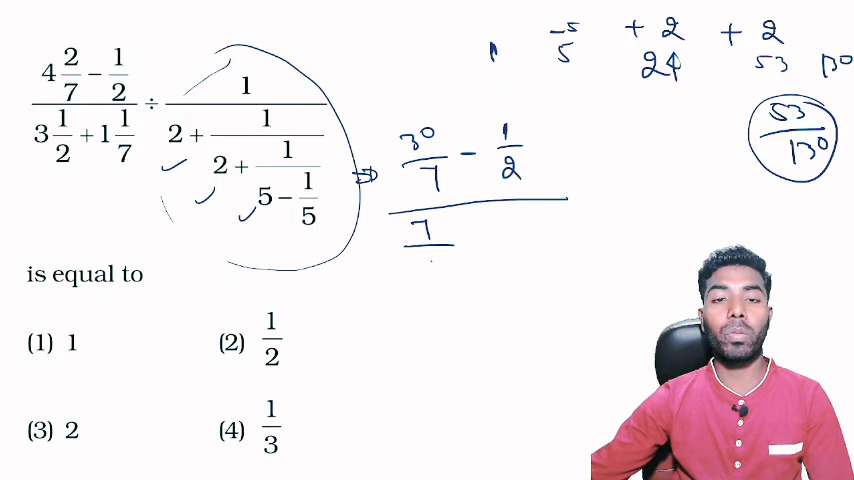 4 2/7 − 1/2
3 1/2 + 1 1/7
÷
1
2 + 1
2 + 1
5 − 1/5
1 −5 + 2 + 2
5 24 53 130
53
130
⇒ 30/7 − 1/2
7
is equal to
(1) 1 (2) 1/2
(3) 2 (4) 1/3